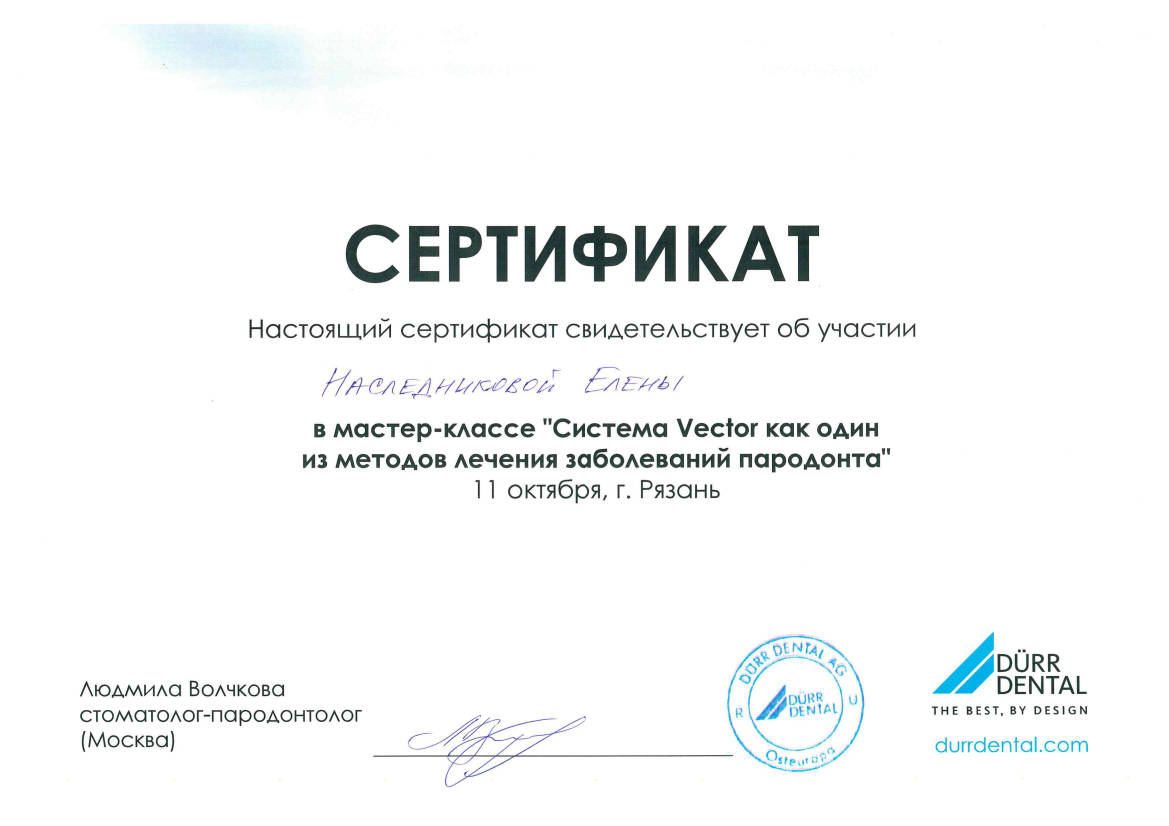 СЕРТИФИКАТ
Настоящий сертификат свидетельствует об участии
Наследниковой Елены
в мастер-классе "Система Vector как один
из методов лечения заболеваний пародонта"
11 октября, г. Рязань
Людмила Волчкова
стоматолог-пародонтолог
(Москва)
DÜRR DENTAL AG
R U
DÜRR
DENTAL
Osteuropa
DÜRR
DENTAL
THE BEST, BY DESIGN
durrdental.com